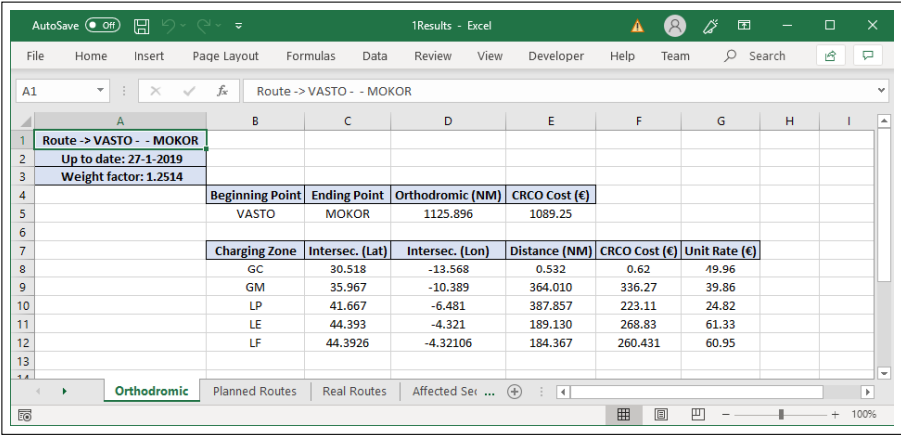 AutoSave Off 1Results - Excel
File Home Insert Page Layout Formulas Data Review View Developer Help Team Search
A1 fx Route -> VASTO - - MOKOR
A B C D E F G H I
1 Route -> VASTO - - MOKOR
2 Up to date: 27-1-2019
3 Weight factor: 1.2514
4 Beginning Point Ending Point Orthodromic (NM) CRCO Cost (€)
5 VASTO MOKOR 1125.896 1089.25
6
7 Charging Zone Intersec. (Lat) Intersec. (Lon) Distance (NM) CRCO Cost (€) Unit Rate (€)
8 GC 30.518 -13.568 0.532 0.62 49.96
9 GM 35.967 -10.389 364.010 336.27 39.86
10 LP 41.667 -6.481 387.857 223.11 24.82
11 LE 44.393 -4.321 189.130 268.83 61.33
12 LF 44.3926 -4.32106 184.367 260.431 60.95
13
14
Orthodromic Planned Routes Real Routes Affected Sec ...
100%